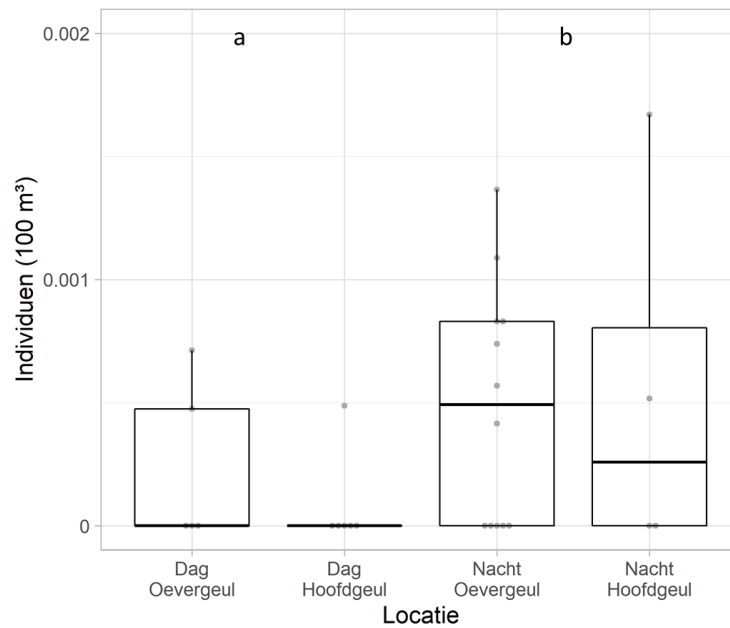 a
b
0.002
0.001
0
Individuen (100 m³)
Dag
Oevergeul
Dag
Hoofdgeul
Nacht
Oevergeul
Nacht
Hoofdgeul
Locatie